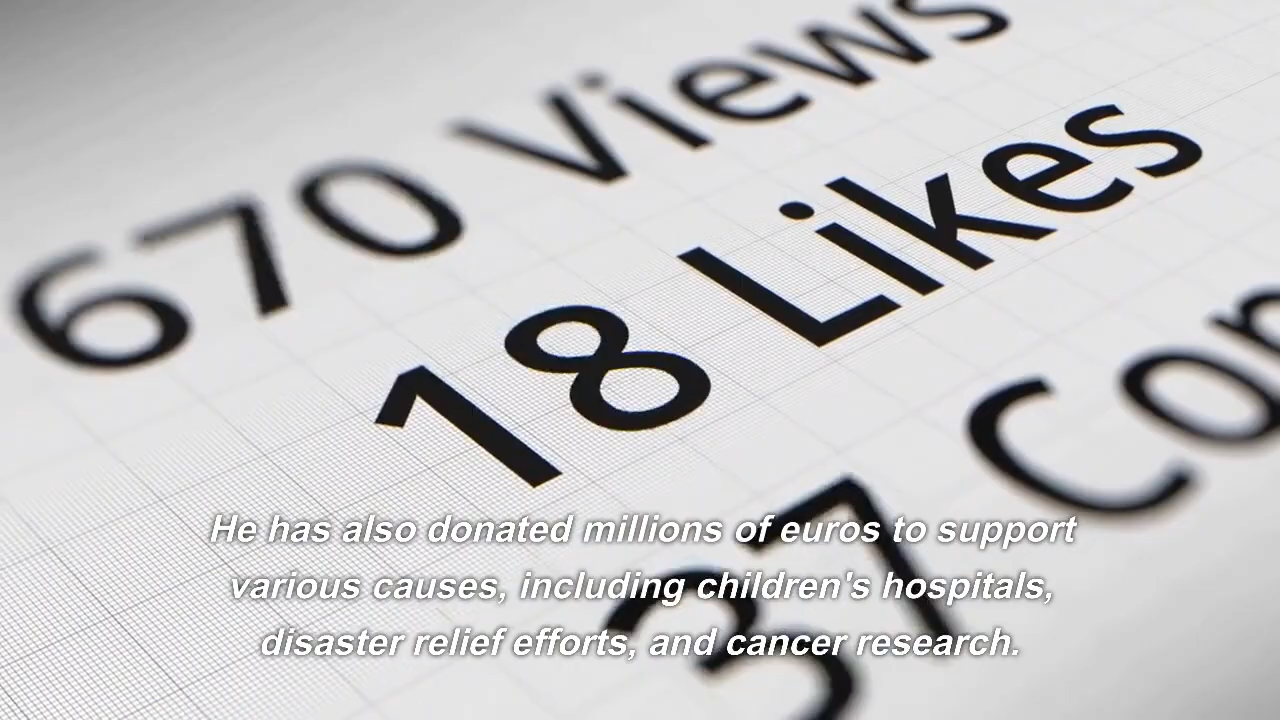 670 Views
18 Likes
37
He has also donated millions of euros to support
various causes, including children's hospitals,
disaster relief efforts, and cancer research.